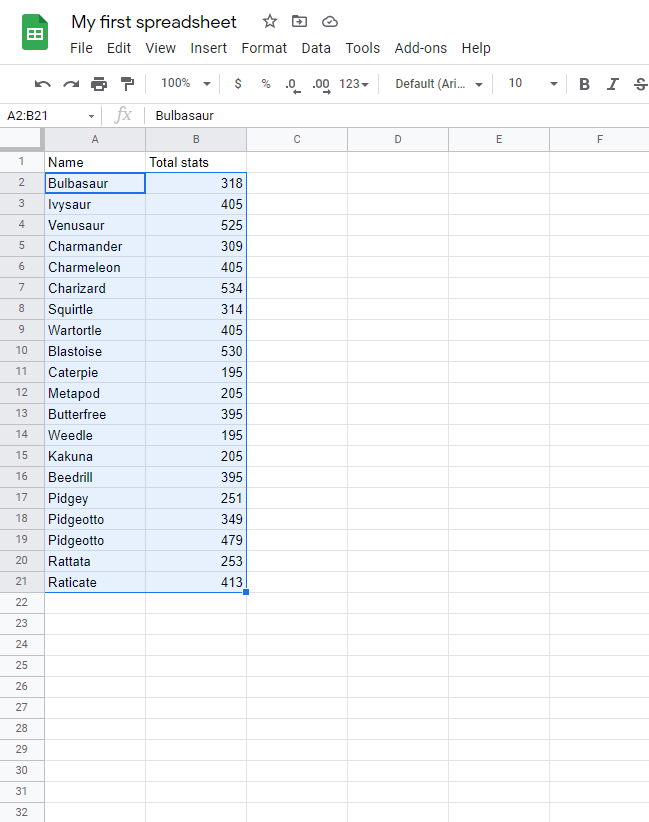 My first spreadsheet
File Edit View Insert Format Data Tools Add-ons Help
100% $ % .0 .00 123 Default (Ari... 10 B I S
A2:B21 fx Bulbasaur
A B C D E F
1 Name Total stats
2 Bulbasaur 318
3 Ivysaur 405
4 Venusaur 525
5 Charmander 309
6 Charmeleon 405
7 Charizard 534
8 Squirtle 314
9 Wartortle 405
10 Blastoise 530
11 Caterpie 195
12 Metapod 205
13 Butterfree 395
14 Weedle 195
15 Kakuna 205
16 Beedrill 395
17 Pidgey 251
18 Pidgeotto 349
19 Pidgeotto 479
20 Rattata 253
21 Raticate 413
22
23
24
25
26
27
28
29
30
31
32